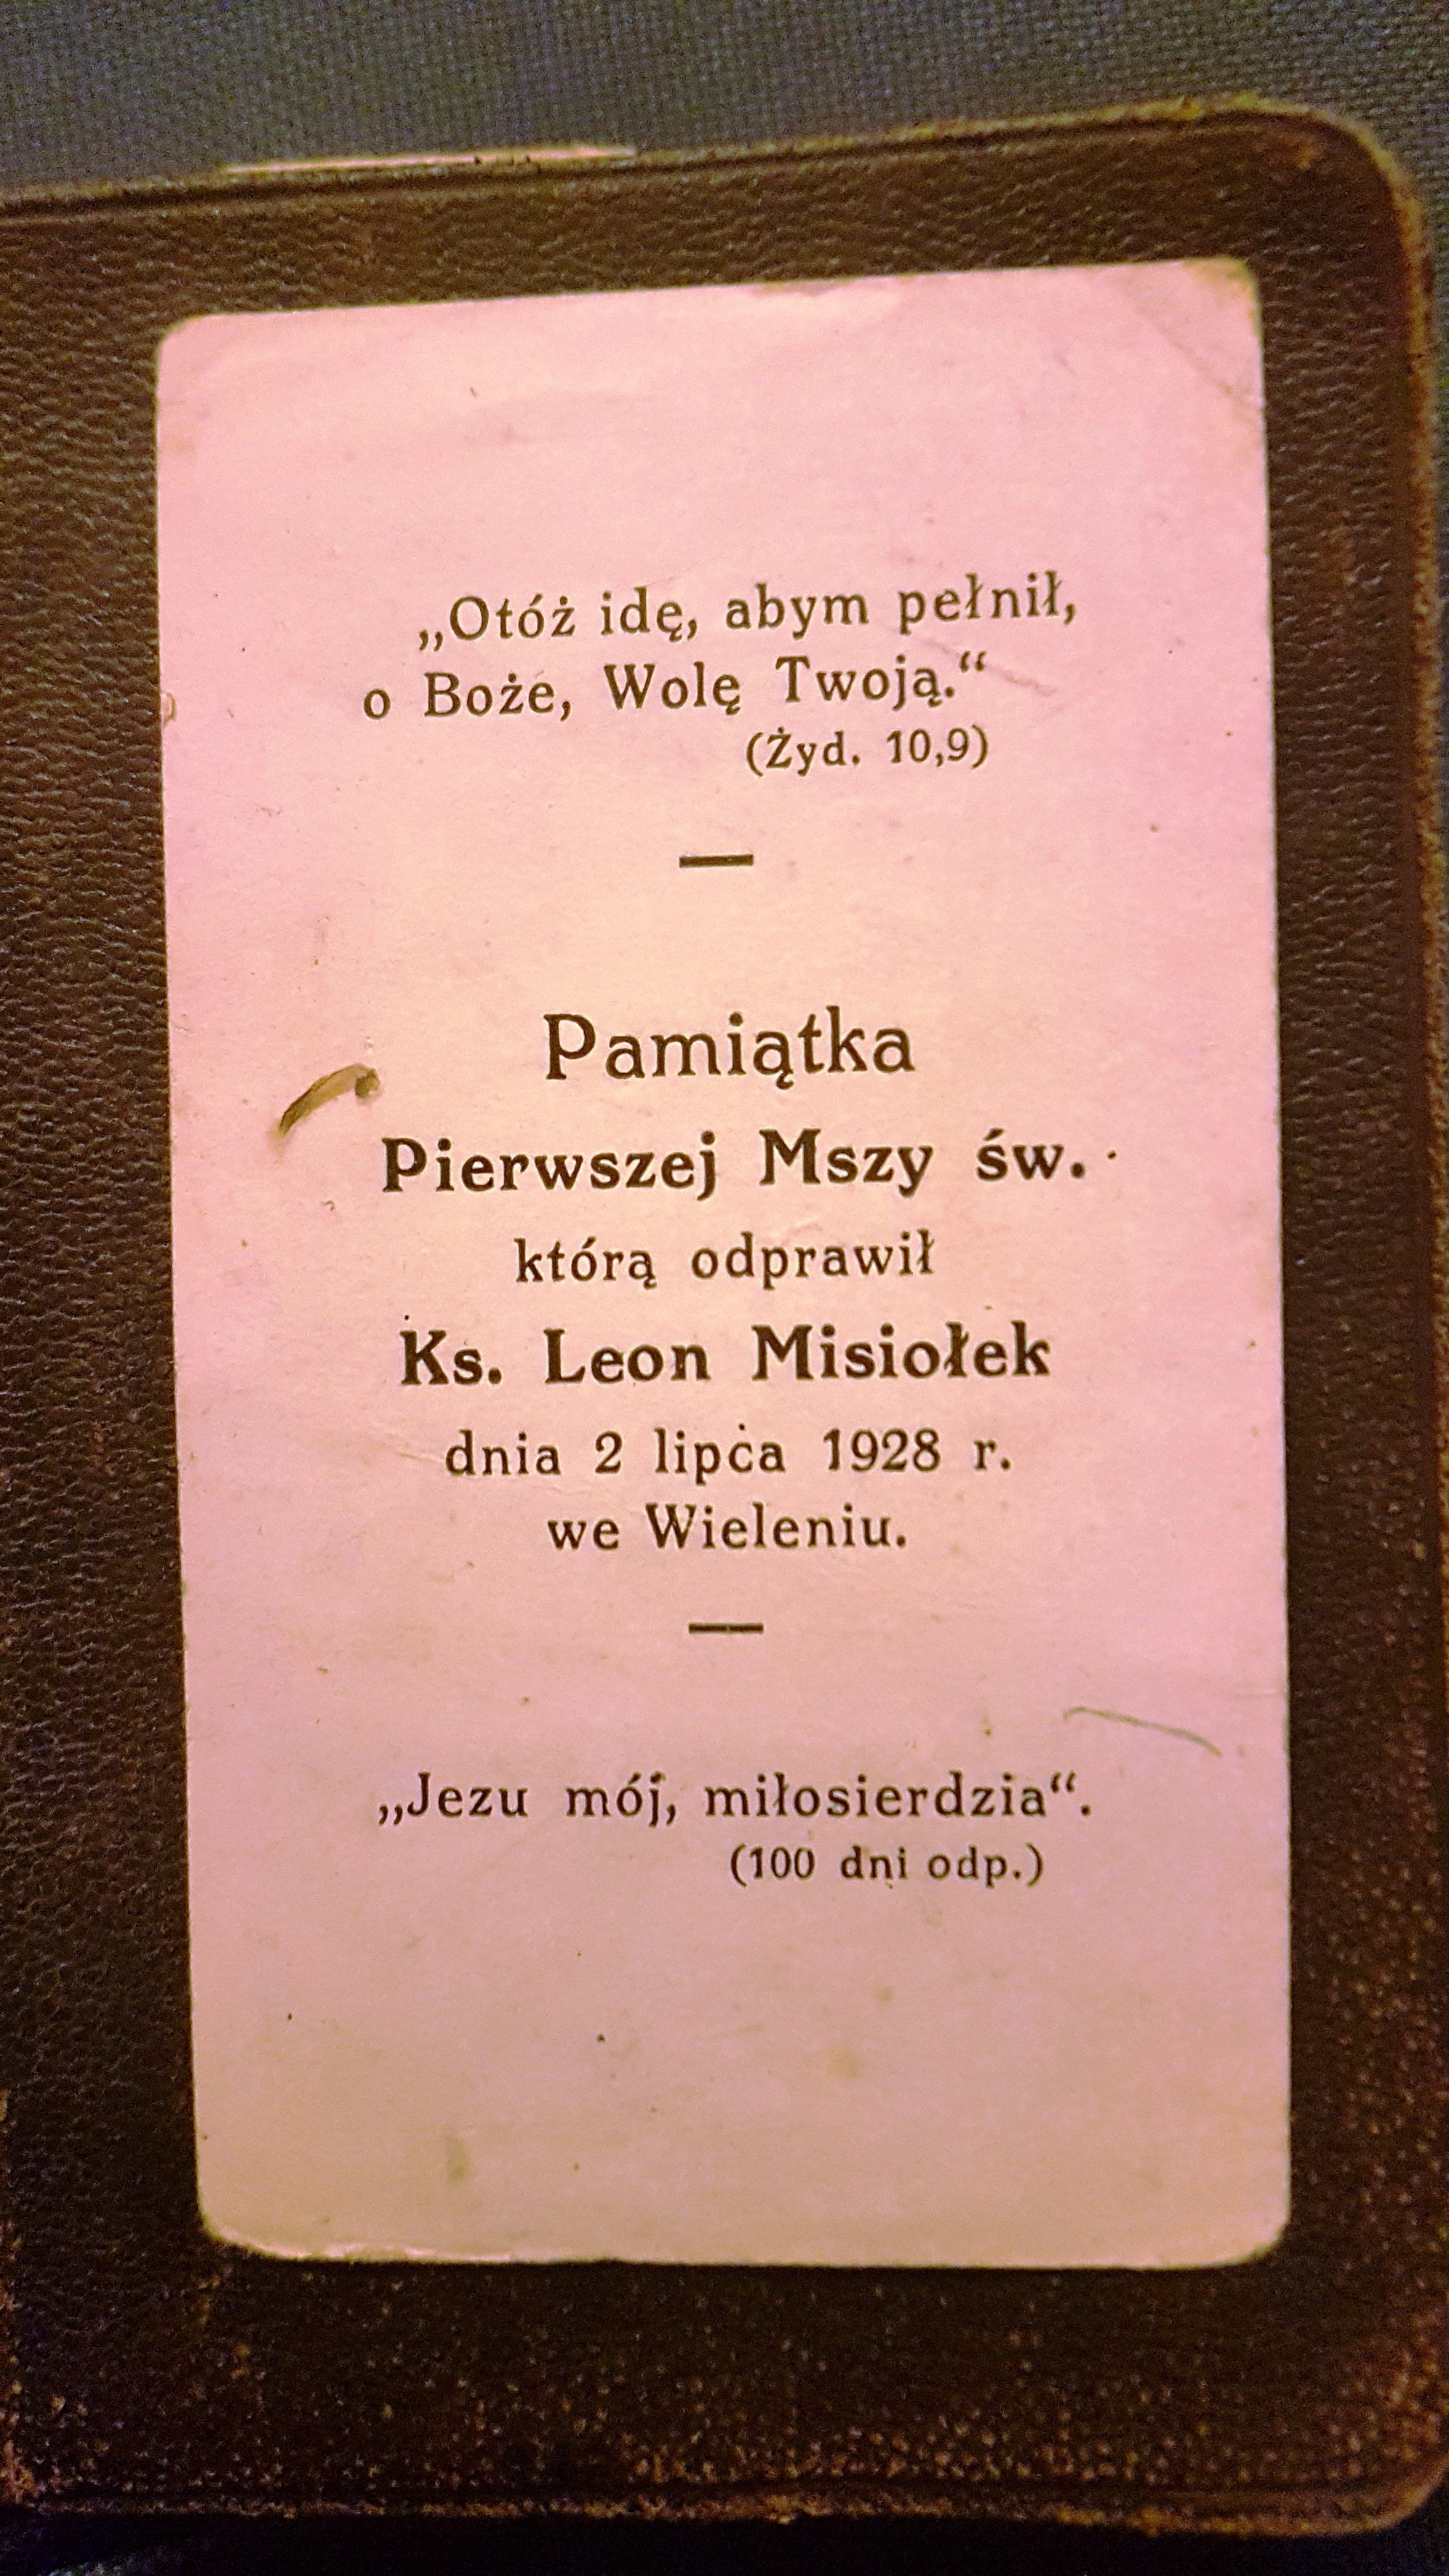 „Otóż idę, abym pełnił,
o Boże, Wolę Twoją.“
(Żyd. 10,9)
—
Pamiątka
Pierwszej Mszy św.
którą odprawił
Ks. Leon Misiołek
dnia 2 lipca 1928 r.
we Wieleniu.
—
„Jezu mój, miłosierdzia“.
(100 dni odp.)